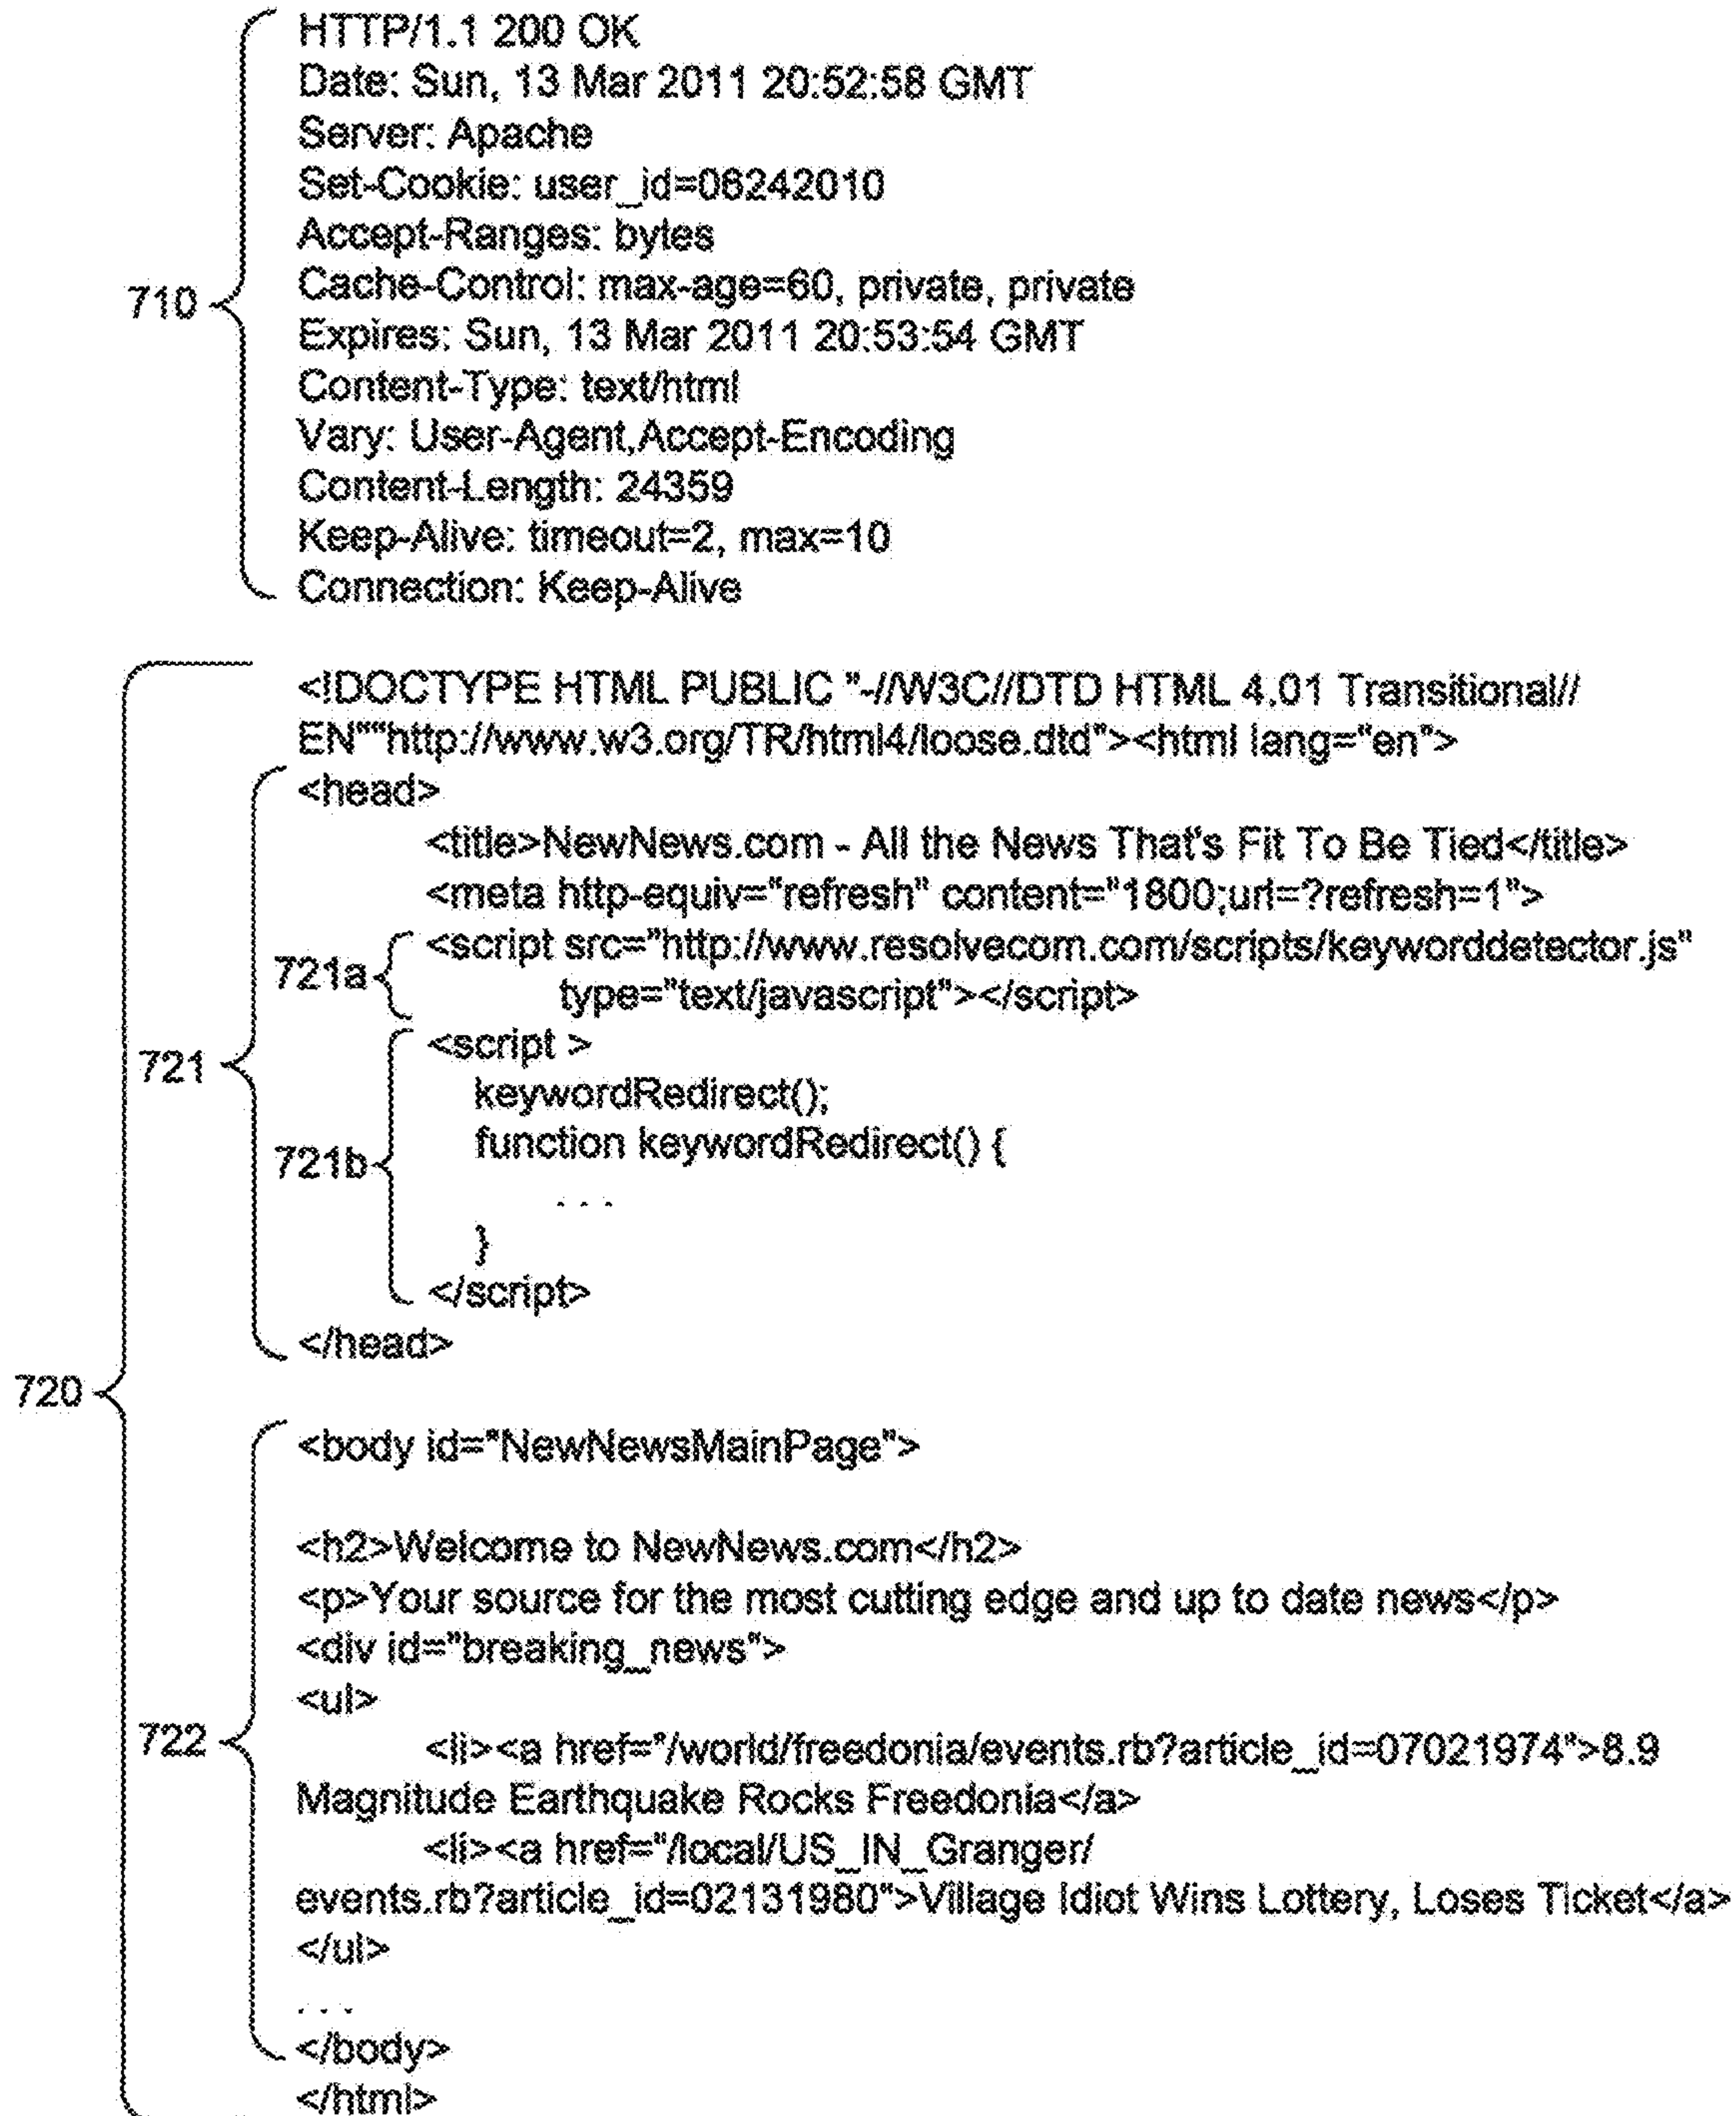 HTTP/1.1 200 OK
Date: Sun, 13 Mar 2011 20:52:58 GMT
Server: Apache
Set-Cookie: user_id=08242010
Accept-Ranges: bytes
710
Cache-Control: max-age=60, private, private
Expires: Sun, 13 Mar 2011 20:53:54 GMT
Content-Type: text/html
Vary: User-Agent,Accept-Encoding
Content-Length: 24359
Keep-Alive: timeout=2, max=10
Connection: Keep-Alive
<!DOCTYPE HTML PUBLIC "-//W3C//DTD HTML 4.01 Transitional//
EN""http://www.w3.org/TR/html4/loose.dtd"><html lang="en">
<head>
<title>NewNews.com - All the News That's Fit To Be Tied</title>
<meta http-equiv="refresh" content="1800;url=?refresh=1">
721a
<script src="http://www.resolvecom.com/scripts/keyworddetector.js"
type="text/javascript"></script>
<script >
721
keywordRedirect();
function keywordRedirect() {
721b
. . .
}
</script>
</head>
720
<body id="NewNewsMainPage">
<h2>Welcome to NewNews.com</h2>
<p>Your source for the most cutting edge and up to date news</p>
<div id="breaking_news">
<ul>
722
<li><a href="/world/freedonia/events.rb?article_id=07021974">8.9
Magnitude Earthquake Rocks Freedonia</a>
<li><a href="/local/US_IN_Granger/
events.rb?article_id=02131980">Village Idiot Wins Lottery, Loses Ticket</a>
</ul>
. . .
</body>
</html>